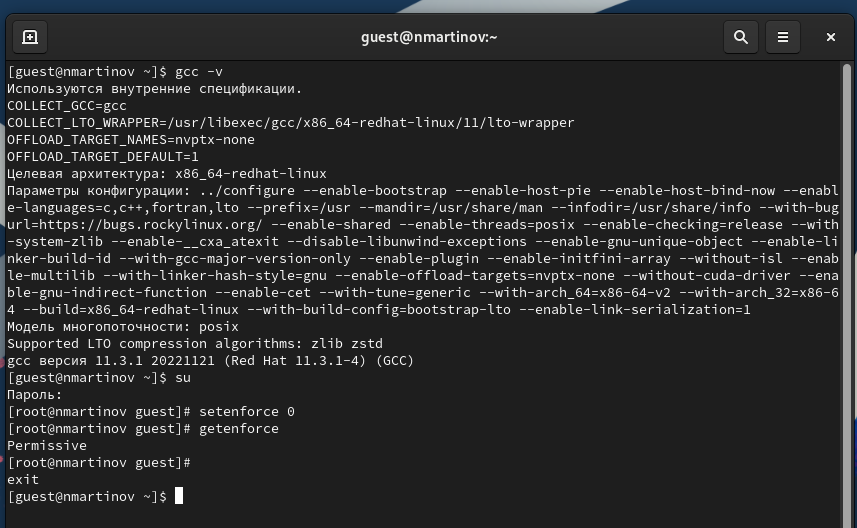 guest@nmartinov:~
[guest@nmartinov ~]$ gcc -v
Используются внутренние спецификации.
COLLECT_GCC=gcc
COLLECT_LTO_WRAPPER=/usr/libexec/gcc/x86_64-redhat-linux/11/lto-wrapper
OFFLOAD_TARGET_NAMES=nvptx-none
OFFLOAD_TARGET_DEFAULT=1
Целевая архитектура: x86_64-redhat-linux
Параметры конфигурации: ../configure --enable-bootstrap --enable-host-pie --enable-host-bind-now --enabl
e-languages=c,c++,fortran,lto --prefix=/usr --mandir=/usr/share/man --infodir=/usr/share/info --with-bug
url=https://bugs.rockylinux.org/ --enable-shared --enable-threads=posix --enable-checking=release --with
-system-zlib --enable-__cxa_atexit --disable-libunwind-exceptions --enable-gnu-unique-object --enable-li
nker-build-id --with-gcc-major-version-only --enable-plugin --enable-initfini-array --without-isl --enab
le-multilib --with-linker-hash-style=gnu --enable-offload-targets=nvptx-none --without-cuda-driver --ena
ble-gnu-indirect-function --enable-cet --with-tune=generic --with-arch_64=x86-64-v2 --with-arch_32=x86-6
4 --build=x86_64-redhat-linux --with-build-config=bootstrap-lto --enable-link-serialization=1
Модель многопоточности: posix
Supported LTO compression algorithms: zlib zstd
gcc версия 11.3.1 20221121 (Red Hat 11.3.1-4) (GCC)
[guest@nmartinov ~]$ su
Пароль:
[root@nmartinov guest]# setenforce 0
[root@nmartinov guest]# getenforce
Permissive
[root@nmartinov guest]#
exit
[guest@nmartinov ~]$